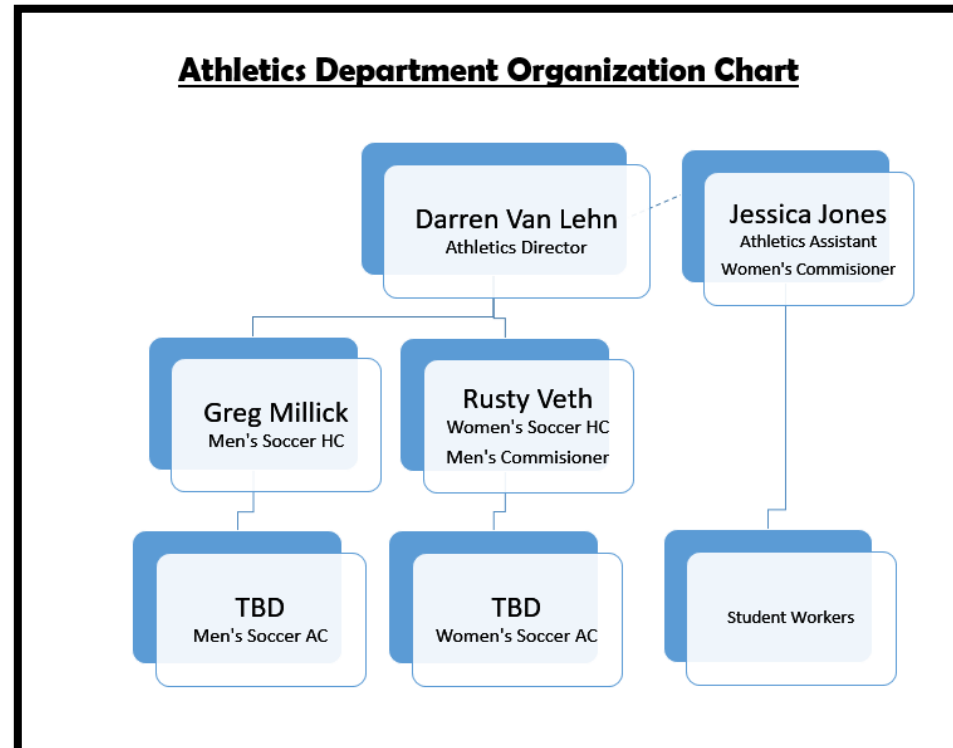 Athletics Department Organization Chart
Darren Van Lehn
Athletics Director
Jessica Jones
Athletics Assistant
Women's Commisioner
Greg Millick
Men's Soccer HC
Rusty Veth
Women's Soccer HC
Men's Commisioner
TBD
Men's Soccer AC
TBD
Women's Soccer AC
Student Workers